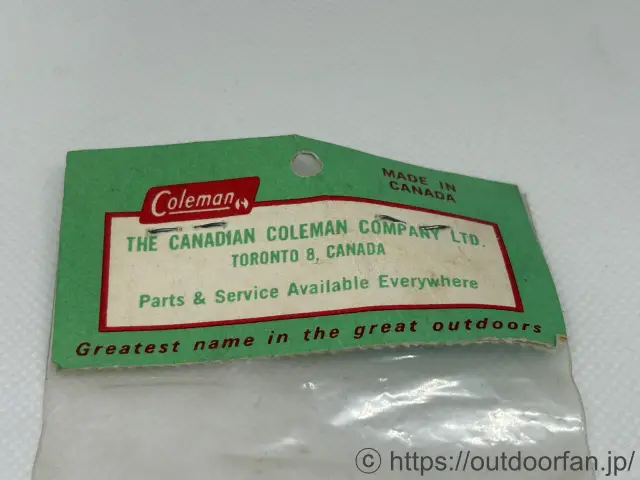 MADE IN
CANADA
Coleman
THE CANADIAN COLEMAN COMPANY LTD.
TORONTO 8, CANADA
Parts & Service Available Everywhere
Greatest name in the great outdoors
© https://outdoorfan.jp/